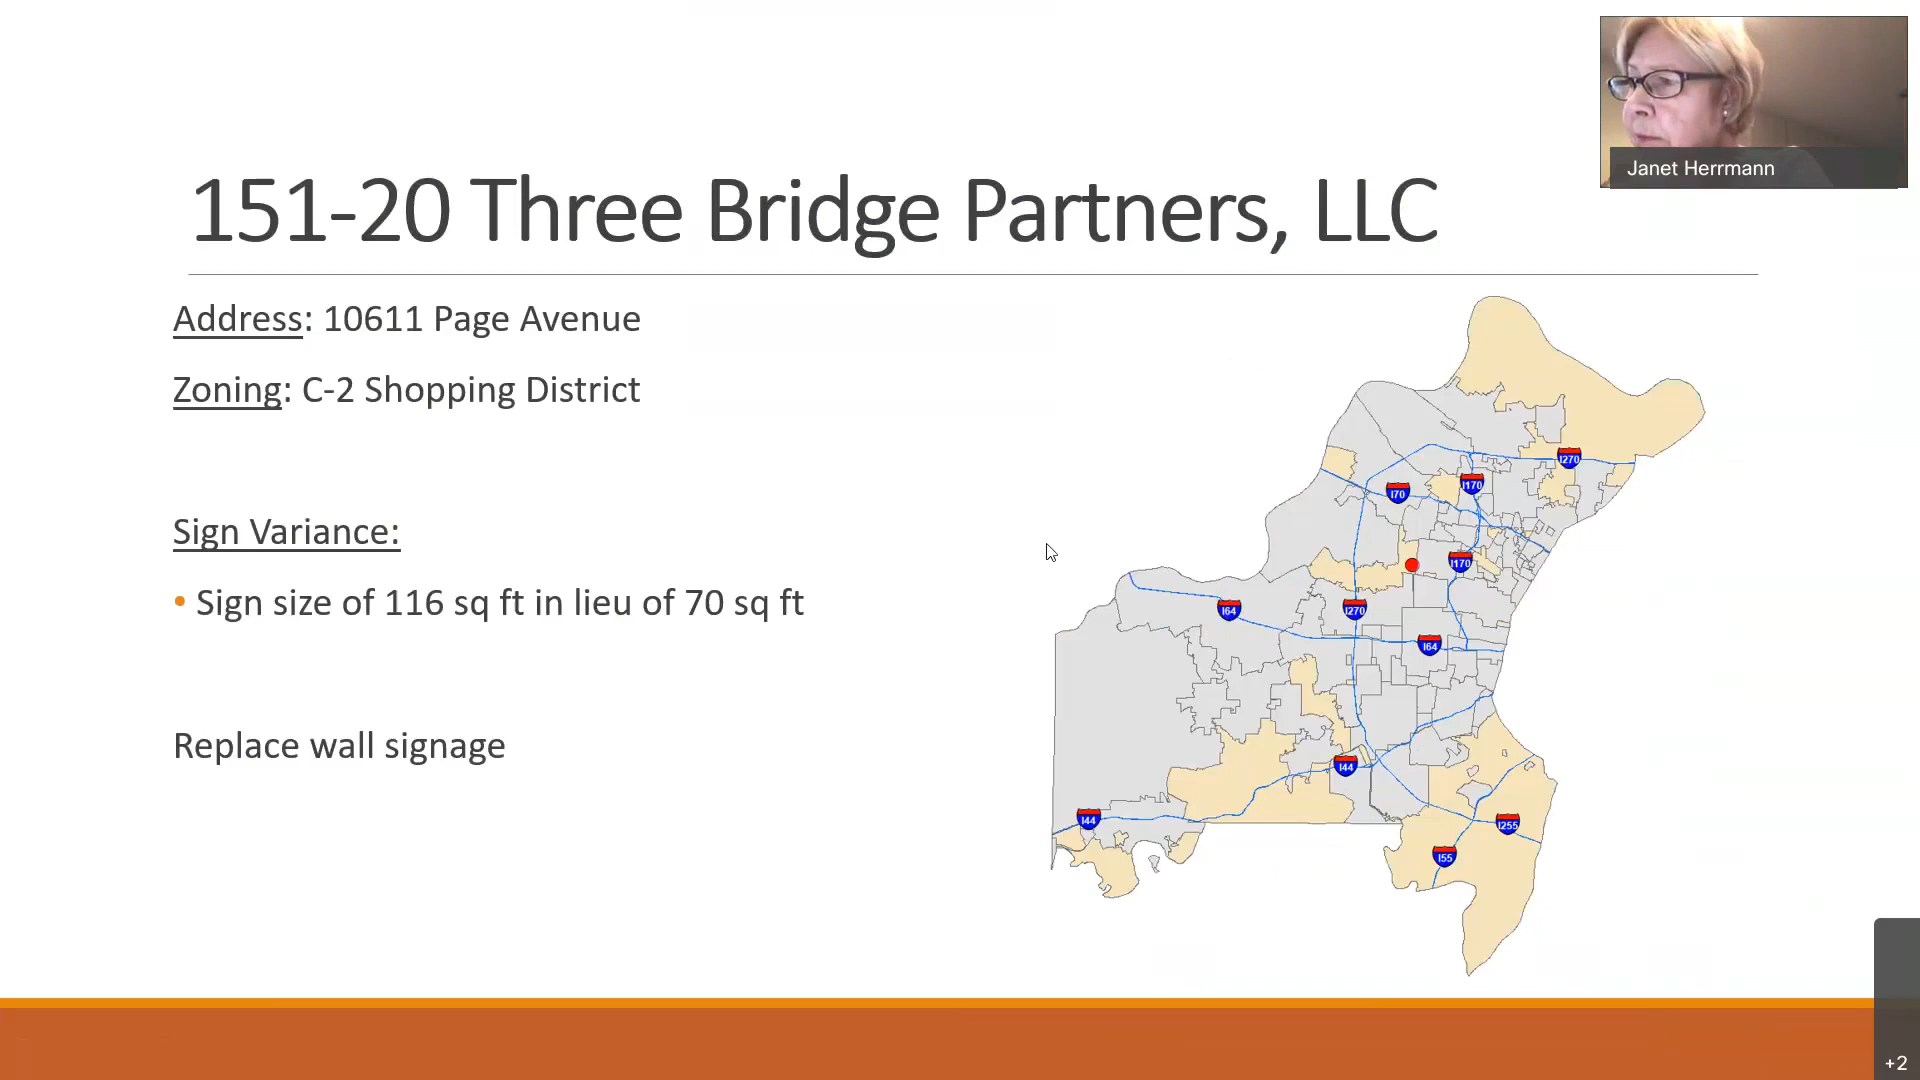 Janet Herrmann
151-20 Three Bridge Partners, LLC
Address: 10611 Page Avenue
Zoning: C-2 Shopping District
Sign Variance:
• Sign size of 116 sq ft in lieu of 70 sq ft
Replace wall signage
I270
I170
I70
I170
I64
I270
I64
I44
I44
I255
I55
+2